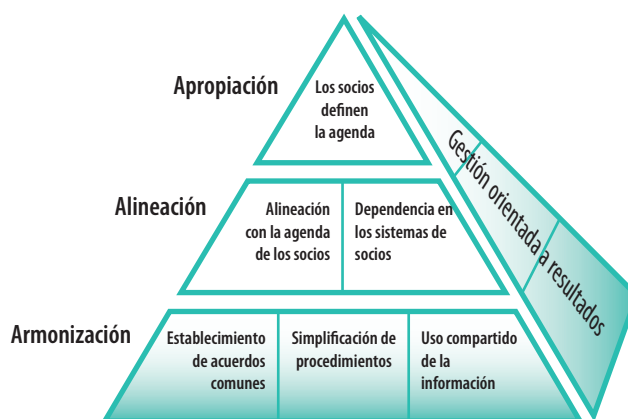 Apropiación
Los socios
definen
la agenda
Alineación
Alineación
con la agenda
de los socios
Dependencia en
los sistemas de
socios
Armonización
Establecimiento
de acuerdos
comunes
Simplificación de
procedimientos
Uso compartido
de la
información
Gestión orientada a resultados